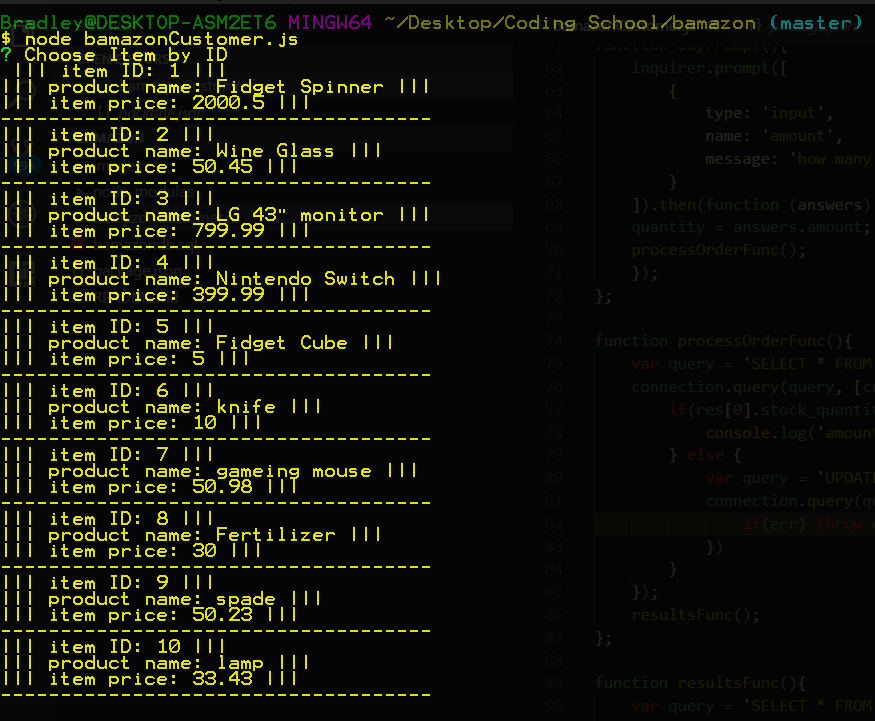 Bradley@DESKTOP-ASM2ET6 MINGW64 ~/Desktop/Coding School/bamazon (master)
$ node bamazonCustomer.js
? Choose Item by ID
||| item ID: 1 |||
||| product name: Fidget Spinner |||
||| item price: 2000.5 |||
------------------------------------
||| item ID: 2 |||
||| product name: Wine Glass |||
||| item price: 50.45 |||
------------------------------------
||| item ID: 3 |||
||| product name: LG 43" monitor |||
||| item price: 799.99 |||
------------------------------------
||| item ID: 4 |||
||| product name: Nintendo Switch |||
||| item price: 399.99 |||
------------------------------------
||| item ID: 5 |||
||| product name: Fidget Cube |||
||| item price: 5 |||
------------------------------------
||| item ID: 6 |||
||| product name: knife |||
||| item price: 10 |||
------------------------------------
||| item ID: 7 |||
||| product name: gameing mouse |||
||| item price: 50.98 |||
------------------------------------
||| item ID: 8 |||
||| product name: Fertilizer |||
||| item price: 30 |||
------------------------------------
||| item ID: 9 |||
||| product name: spade |||
||| item price: 50.23 |||
------------------------------------
||| item ID: 10 |||
||| product name: lamp |||
||| item price: 33.43 |||
------------------------------------
62 inquirer.prompt([
63 {
64 type: 'input',
65 name: 'amount',
66 message: 'how many
67 }
68 ]).then(function (answers)
69 quantity = answers.amount;
70 processOrderFunc();
71 });
72 };
73
74 function processOrderFunc(){
75 var query = 'SELECT * FROM
76 connection.query(query, [c
77 if(res[0].stock_quanti
78 console.log('amoun
79 } else {
80 var query = 'UPDAT
81 connection.query(q
82 if(err) throw
83 })
84 }
85 });
86 resultsFunc();
87 };
88
89 function resultsFunc(){
90 var query = 'SELECT * FROM